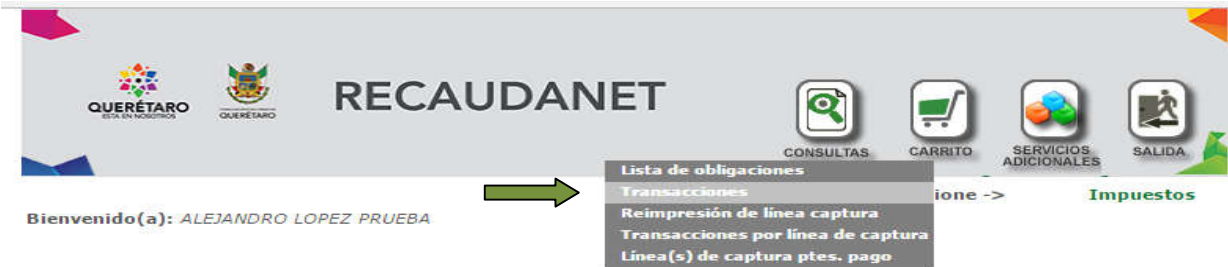 QUERÉTARO
ESTÁ EN NOSOTROS
QUERÉTARO
RECAUDANET
CONSULTAS
CARRITO
SERVICIOS
ADICIONALES
SALIDA
Lista de obligaciones
Transacciones
Reimpresión de línea captura
Transacciones por línea de captura
Línea(s) de captura ptes. pago
ione ->
Impuestos
Bienvenido(a): ALEJANDRO LOPEZ PRUEBA